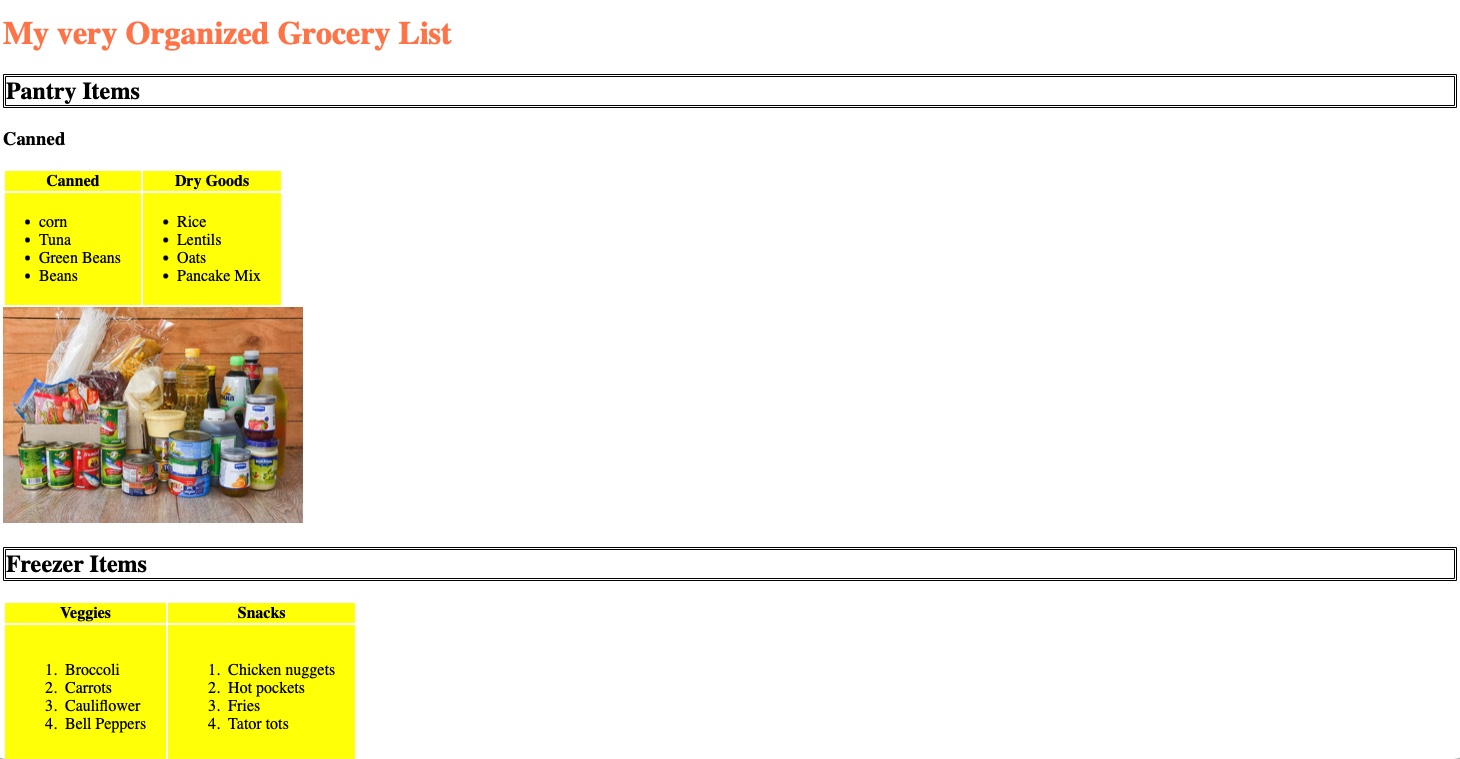 My very Organized Grocery List
Pantry Items
Canned
Canned Dry Goods
• corn • Rice
• Tuna • Lentils
• Green Beans • Oats
• Beans • Pancake Mix
Freezer Items
Veggies Snacks
1. Broccoli 1. Chicken nuggets
2. Carrots 2. Hot pockets
3. Cauliflower 3. Fries
4. Bell Peppers 4. Tator tots